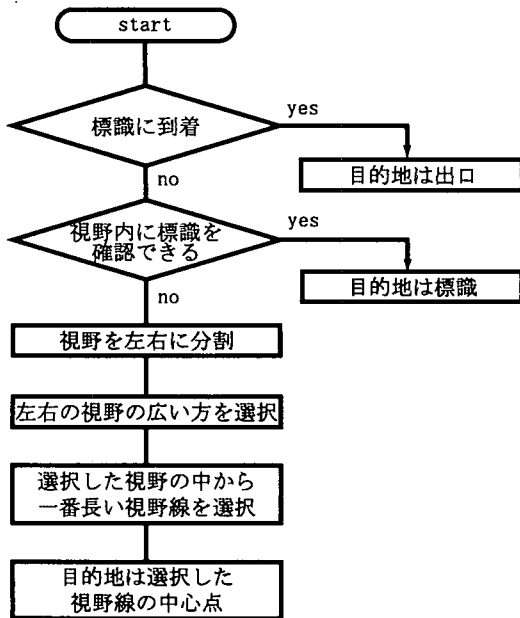 start
標識に到着
yes
目的地は出口
no
視野内に標識を
確認できる
yes
目的地は標識
no
視野を左右に分割
左右の視野の広い方を選択
選択した視野の中から
一番長い視野線を選択
目的地は選択した
視野線の中心点